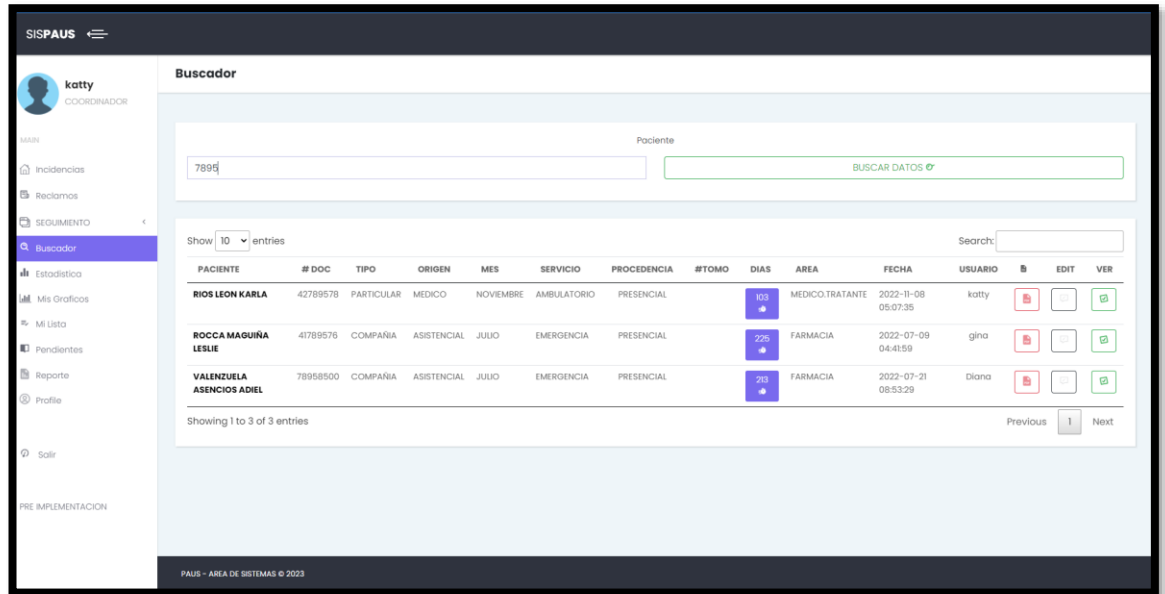 SISPAUS
katty
COORDINADOR
MAIN
Incidencias
Reclamos
SEGUIMIENTO
Buscador
Estadistica
Mis Graficos
Mi Lista
Pendientes
Reporte
Profile
Salir
PRE IMPLEMENTACION
Buscador
Paciente
7895
BUSCAR DATOS
Show 10 entries
Search:
PACIENTE # DOC TIPO ORIGEN MES SERVICIO PROCEDENCIA #TOMO DIAS AREA FECHA USUARIO EDIT VER
RIOS LEON KARLA 42789578 PARTICULAR MEDICO NOVIEMBRE AMBULATORIO PRESENCIAL 103 MEDICO.TRATANTE 2022-11-08 katty
05:07:35
ROCCA MAGUIÑA 41789576 COMPAÑIA ASISTENCIAL JULIO EMERGENCIA PRESENCIAL 225 FARMACIA 2022-07-09 gina
LESLIE 04:41:59
VALENZUELA 78958500 COMPAÑIA ASISTENCIAL JULIO EMERGENCIA PRESENCIAL 213 FARMACIA 2022-07-21 Diana
ASENCIOS ADIEL 08:53:29
Showing 1 to 3 of 3 entries
Previous 1 Next
PAUS - AREA DE SISTEMAS © 2023